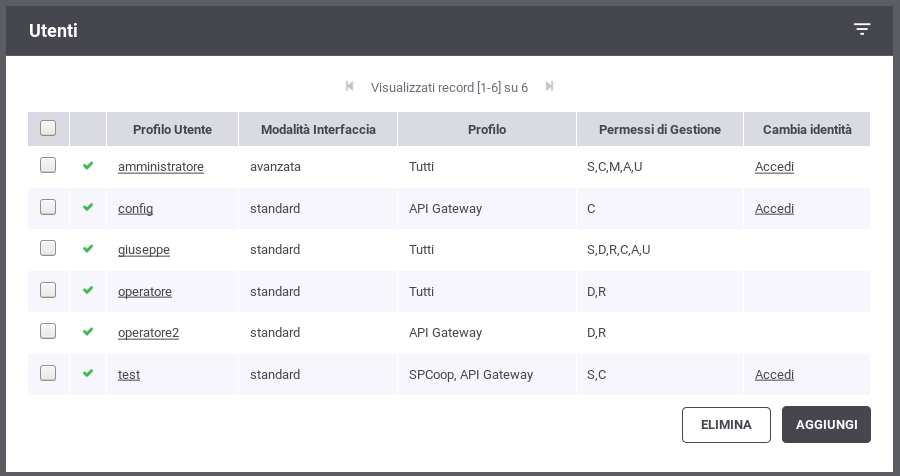 Utenti
Visualizzati record [1-6] su 6
Profilo Utente Modalità Interfaccia Profilo Permessi di Gestione Cambia identità
amministratore avanzata Tutti S,C,M,A,U Accedi
config standard API Gateway C Accedi
giuseppe standard Tutti S,D,R,C,A,U
operatore standard Tutti D,R
operatore2 standard API Gateway D,R
test standard SPCoop, API Gateway S,C Accedi
ELIMINA AGGIUNGI